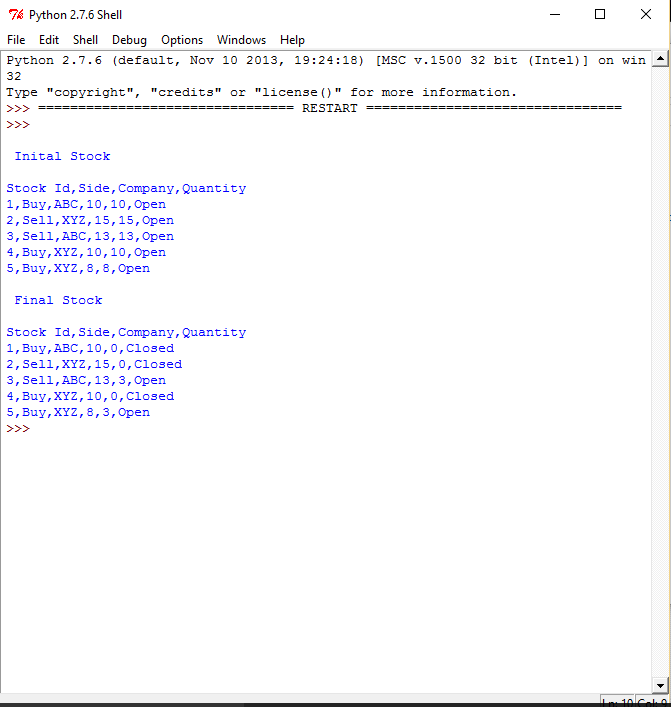 Python 2.7.6 Shell
File Edit Shell Debug Options Windows Help
Python 2.7.6 (default, Nov 10 2013, 19:24:18) [MSC v.1500 32 bit (Intel)] on win
32
Type "copyright", "credits" or "license()" for more information.
>>> ================================ RESTART ================================
>>>
Inital Stock
Stock Id,Side,Company,Quantity
1,Buy,ABC,10,10,Open
2,Sell,XYZ,15,15,Open
3,Sell,ABC,13,13,Open
4,Buy,XYZ,10,10,Open
5,Buy,XYZ,8,8,Open
Final Stock
Stock Id,Side,Company,Quantity
1,Buy,ABC,10,0,Closed
2,Sell,XYZ,15,0,Closed
3,Sell,ABC,13,3,Open
4,Buy,XYZ,10,0,Closed
5,Buy,XYZ,8,3,Open
>>>